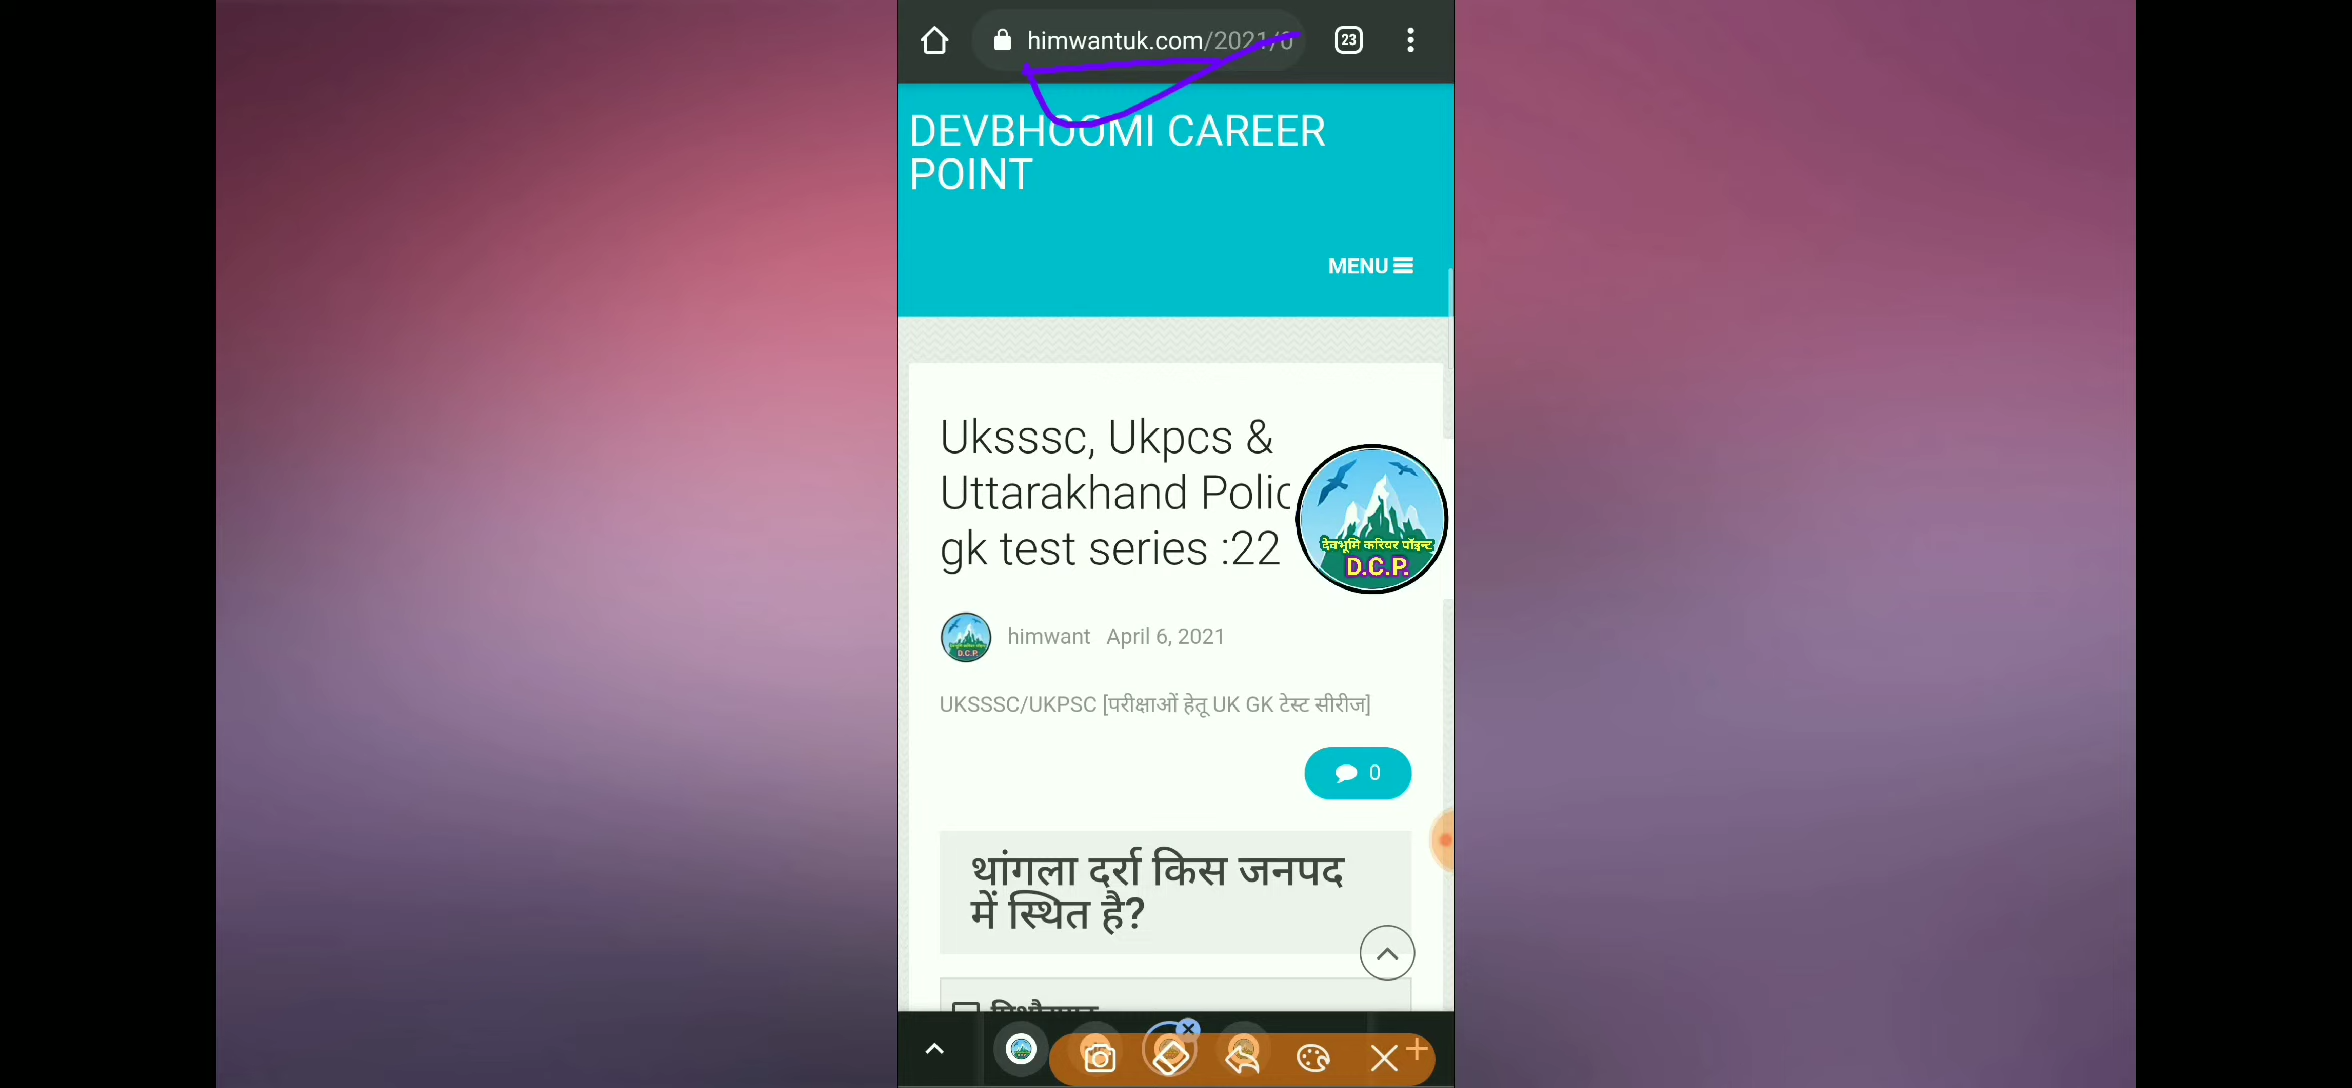 himwantuk.com/2021/0
23
DEVBHOOMI CAREER
POINT
MENU
Uksssc, Ukpcs &
Uttarakhand Polic
gk test series :22
देवभूमि करियर पॉइन्ट
D.C.P.
himwant April 6, 2021
D.C.P.
UKSSSC/UKPSC [परीक्षाओं हेतू UK GK टेस्ट सीरीज]
0
थांगला दर्रा किस जनपद
में स्थित है?